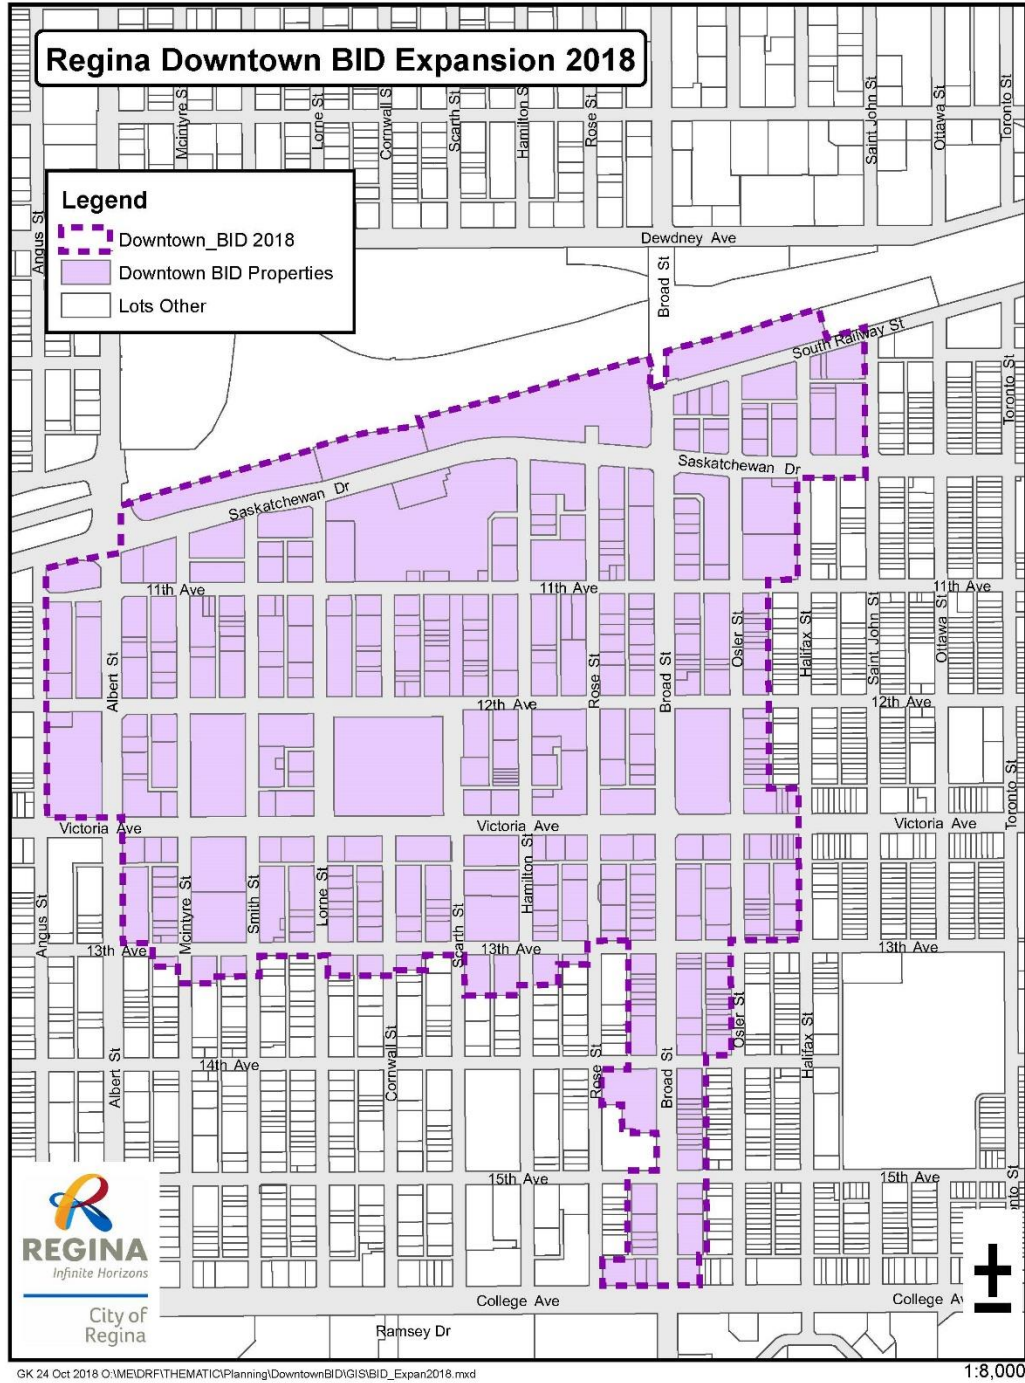 Regina Downtown BID Expansion 2018
Mcintyre St
Lorne St
Cornwall St
Scarth St
Hamilton St
Rose St
Saint John St
Ottawa St
Toronto St
Legend
Downtown_BID 2018
Downtown BID Properties
Lots Other
Angus St
Dewdney Ave
Broad St
South Railway St
Toronto St
Saskatchewan Dr
Saskatchewan Dr
11th Ave
11th Ave
11th Ave
Albert St
Rose St
Broad St
Osler St
Halifax St
Saint John St
Ottawa St
12th Ave
12th Ave
Toronto St
Victoria Ave
Victoria Ave
Victoria Ave
Angus St
Mcintyre St
Smith St
Lorne St
Scarth St
Hamilton St
13th Ave
13th Ave
13th Ave
Albert St
14th Ave
Cornwall St
Rose St
Broad St
Osler St
Halifax St
15th Ave
15th Ave
Toronto St
REGINA
Infinite Horizons
City of
Regina
College Ave
College Av
Ramsey Dr
±
GK 24 Oct 2018 O:\ME\DRF\THEMATIC\Planning\DowntownBID\GIS\BID_Expan2018.mxd
1:8,000